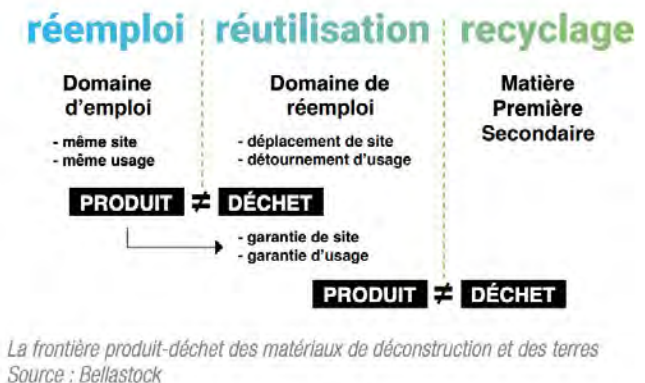 réemploi réutilisation recyclage
Domaine d'emploi
- même site
- même usage
Domaine de réemploi
- déplacement de site
- détournement d'usage
Matière
Première
Secondaire
PRODUIT ≠ DÉCHET
- garantie de site
- garantie d'usage
PRODUIT ≠ DÉCHET
La frontière produit-déchet des matériaux de déconstruction et des terres
Source : Bellastock